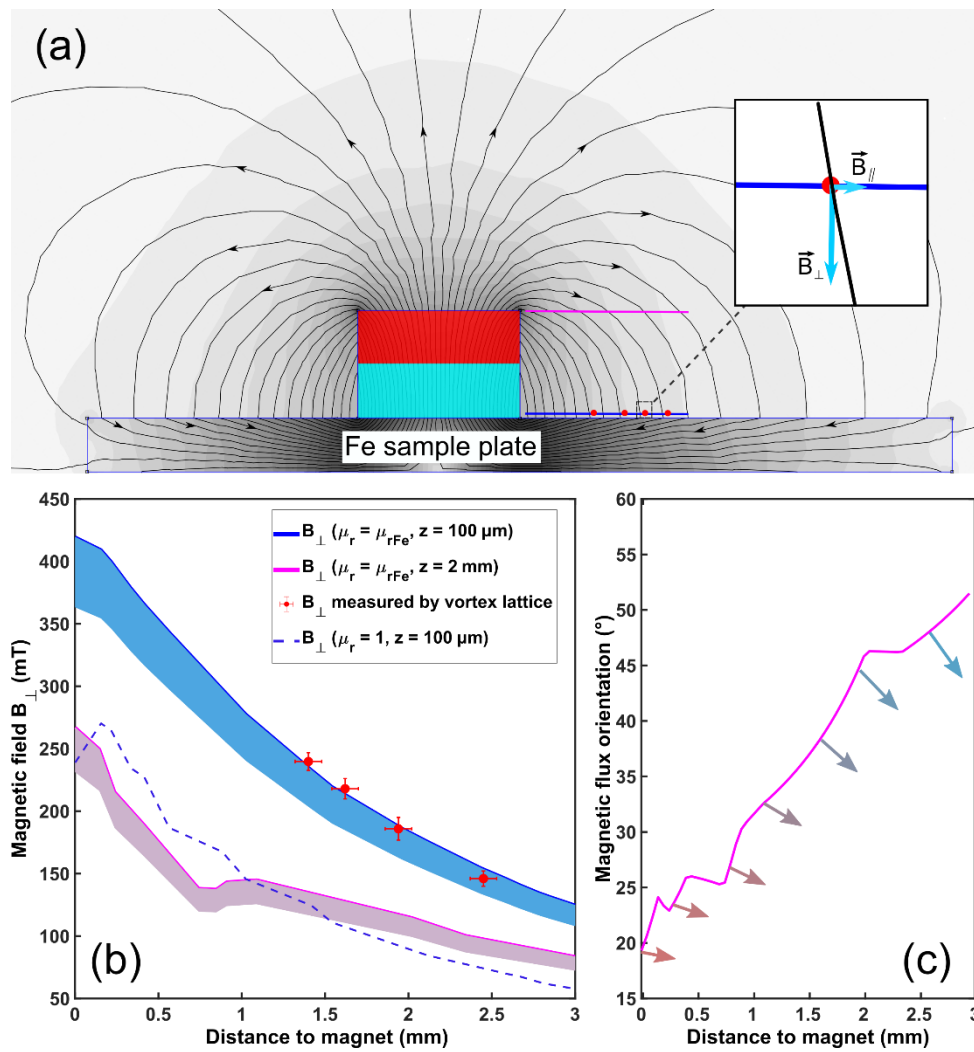 (a)
B⃗∥
B⃗⊥
Fe sample plate
450
400
350
300
250
200
150
100
50
Magnetic field B⊥ (mT)
B⊥ (μr = μrFe, z = 100 μm)
B⊥ (μr = μrFe, z = 2 mm)
B⊥ measured by vortex lattice
B⊥ (μr = 1, z = 100 μm)
(b)
0 0.5 1 1.5 2 2.5 3
Distance to magnet (mm)
60
55
50
45
40
35
30
25
20
15
Magnetic flux orientation (°)
(c)
0 0.5 1 1.5 2 2.5 3
Distance to magnet (mm)